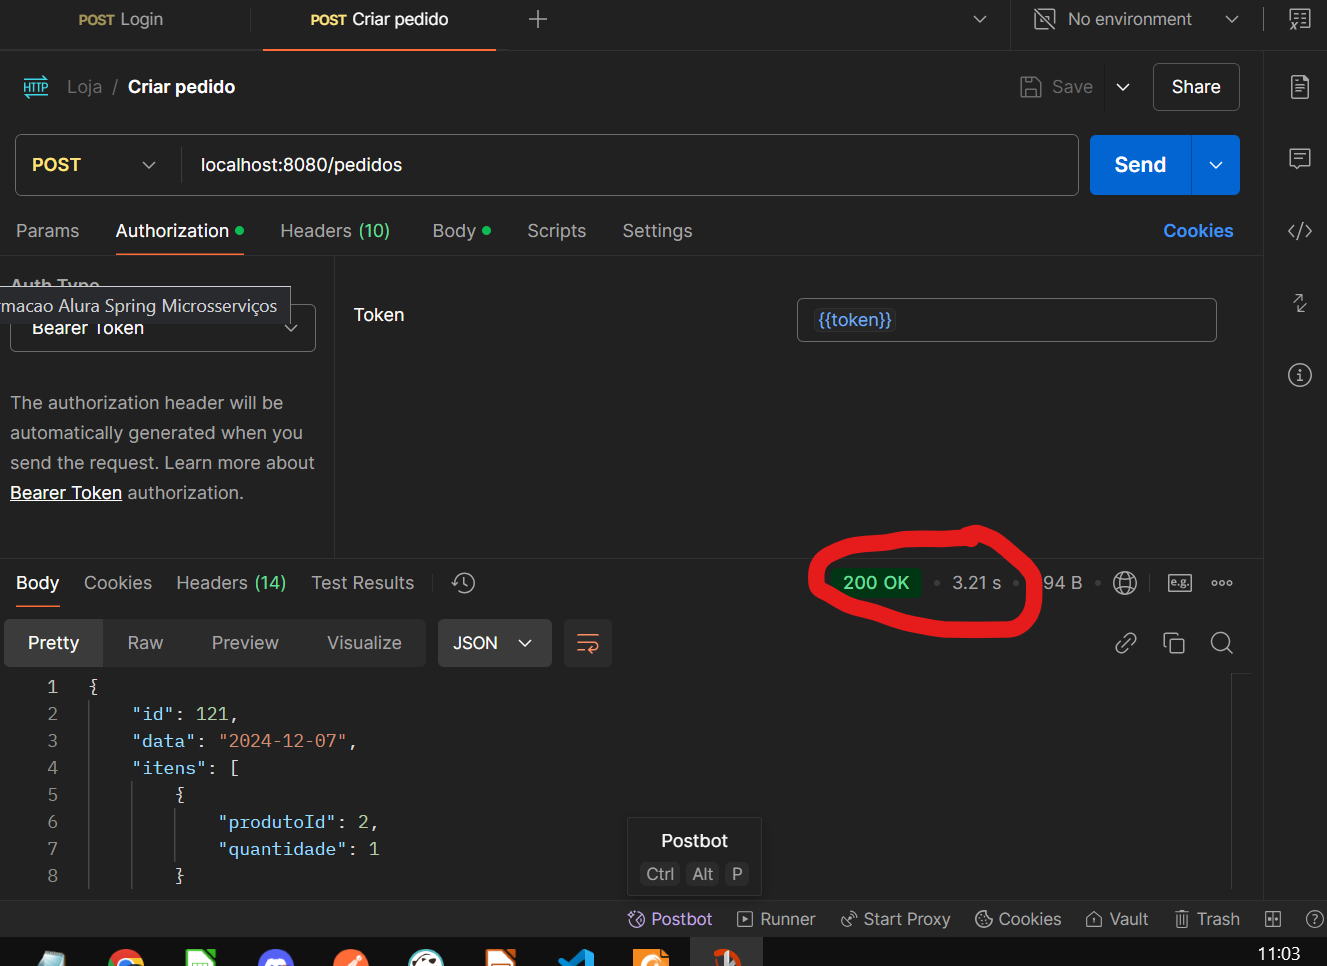 POST Login
POST Criar pedido
No environment
HTTP
Loja / Criar pedido
Save
Share
POST
localhost:8080/pedidos
Send
Params
Authorization
Headers (10)
Body
Scripts
Settings
Cookies
rmacao Alura Spring Microsserviços
Bearer Token
Token
{{token}}
The authorization header will be
automatically generated when you
send the request. Learn more about
Bearer Token authorization.
Body
Cookies
Headers (14)
Test Results
200 OK
3.21 s
94 B
e.g.
Pretty
Raw
Preview
Visualize
JSON
1 {
2 "id": 121,
3 "data": "2024-12-07",
4 "itens": [
5 {
6 "produtoId": 2,
7 "quantidade": 1
8 }
Postbot
Ctrl Alt P
Postbot
Runner
Start Proxy
Cookies
Vault
Trash
11:03